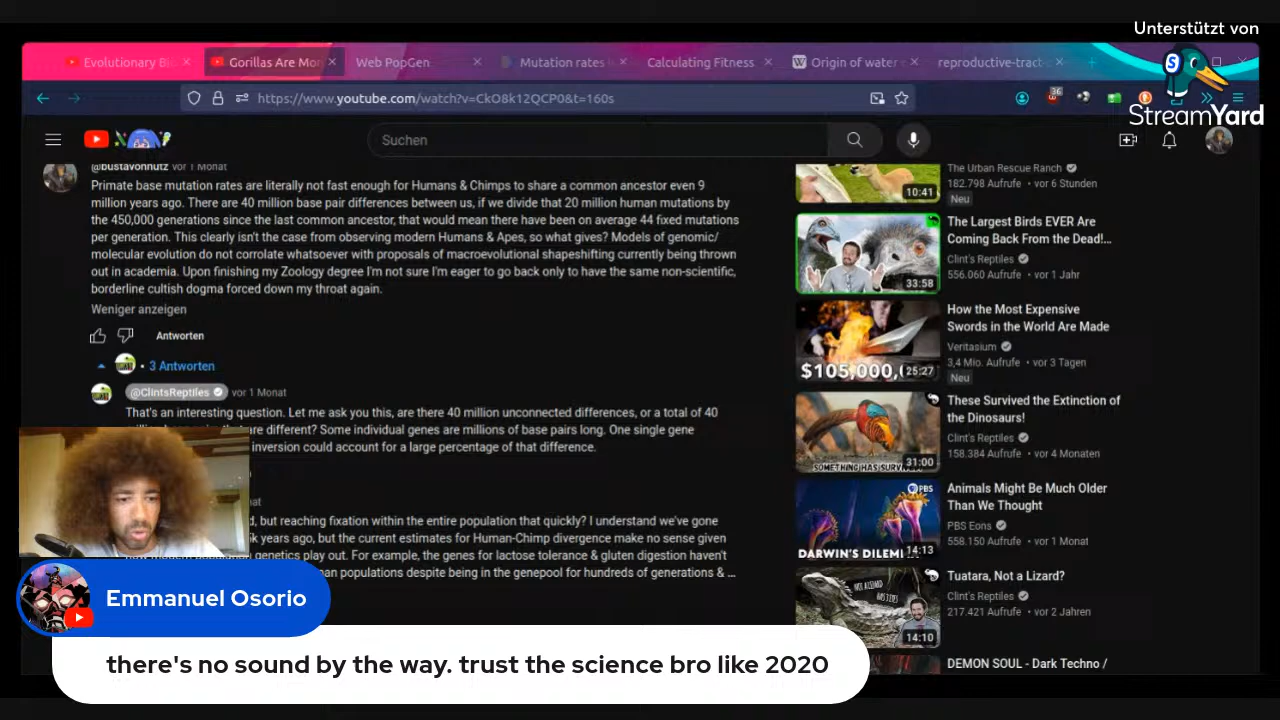 Unterstützt von
StreamYard
Evolutionary Bi
Gorillas Are Mor
Web PopGen
Mutation rates
Calculating Fitness
Origin of water
reproductive-tract
https://www.youtube.com/watch?v=CkO8k12QCP0&t=160s
36
Suchen
@bustavonnutz vor 1 Monat
Primate base mutation rates are literally not fast enough for Humans & Chimps to share a common ancestor even 9
million years ago. There are 40 million base pair differences between us, if we divide that 20 million human mutations by
the 450,000 generations since the last common ancestor, that would mean there have been on average 44 fixed mutations
per generation. This clearly isn't the case from observing modern Humans & Apes, so what gives? Models of genomic/
molecular evolution do not corrolate whatsoever with proposals of macroevolutional shapeshifting currently being thrown
out in academia. Upon finishing my Zoology degree I'm not sure I'm eager to go back only to have the same non-scientific,
borderline cultish dogma forced down my throat again.
Weniger anzeigen
Antworten
3 Antworten
@ClintsReptiles vor 1 Monat
That's an interesting question. Let me ask you this, are there 40 million unconnected differences, or a total of 40
are different? Some individual genes are millions of base pairs long. One single gene
inversion could account for a large percentage of that difference.
but reaching fixation within the entire population that quickly? I understand we've gone
years ago, but the current estimates for Human-Chimp divergence make no sense given
genetics play out. For example, the genes for lactose tolerance & gluten digestion haven't
populations despite being in the genepool for hundreds of generations & ...
10:41
The Urban Rescue Ranch
182.798 Aufrufe • vor 6 Stunden
Neu
33:58
The Largest Birds EVER Are
Coming Back From the Dead!...
Clint's Reptiles
556.060 Aufrufe • vor 1 Jahr
$105,000,
25:27
How the Most Expensive
Swords in the World Are Made
Veritasium
3,4 Mio. Aufrufe • vor 3 Tagen
Neu
31:00
These Survived the Extinction of
the Dinosaurs!
Clint's Reptiles
158.384 Aufrufe • vor 4 Monaten
PBS
DARWIN'S DILEM
14:13
Animals Might Be Much Older
Than We Thought
PBS Eons
558.150 Aufrufe • vor 1 Monat
NOT A LIZARD
14:10
Tuatara, Not a Lizard?
Clint's Reptiles
217.421 Aufrufe • vor 2 Jahren
DEMON SOUL - Dark Techno /
Emmanuel Osorio
there's no sound by the way. trust the science bro like 2020